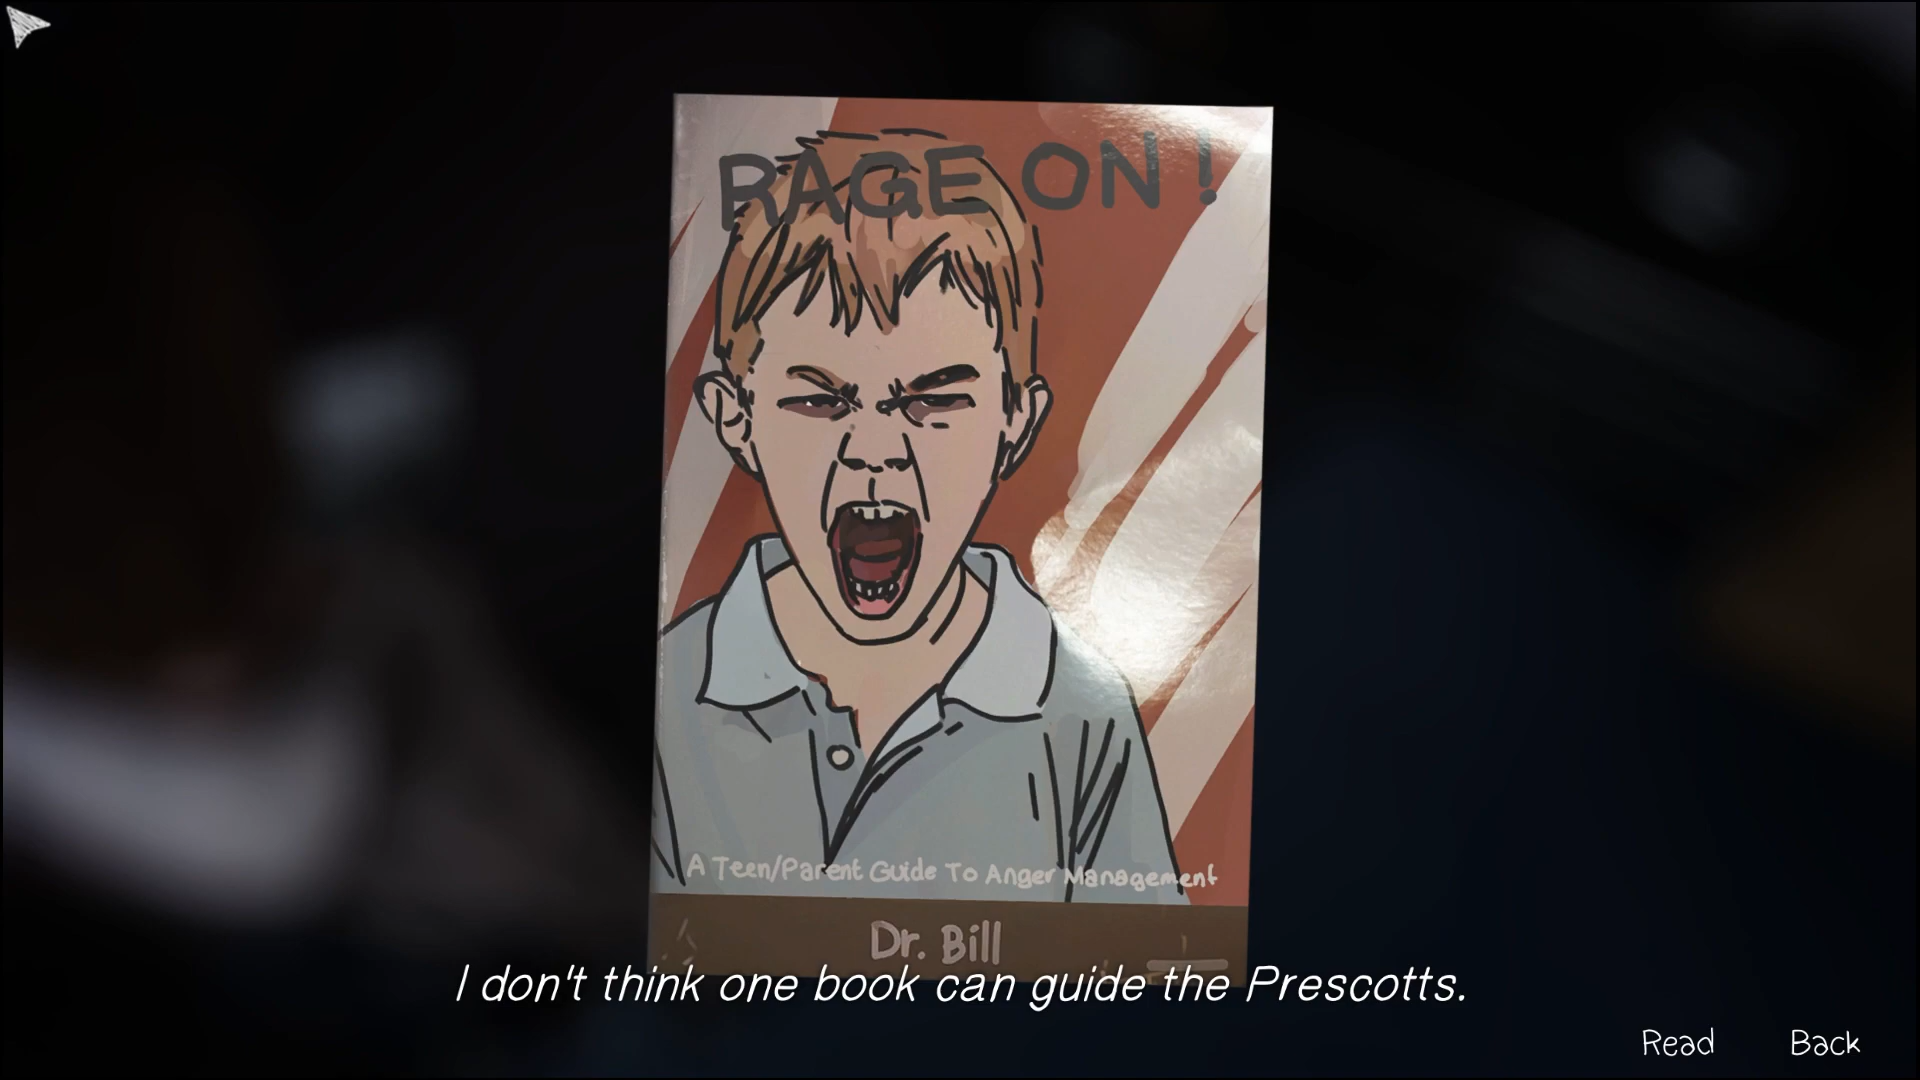 RAGE ON!
A Teen/Parent Guide To Anger Management
Dr. Bill
I don't think one book can guide the Prescotts.
Read Back